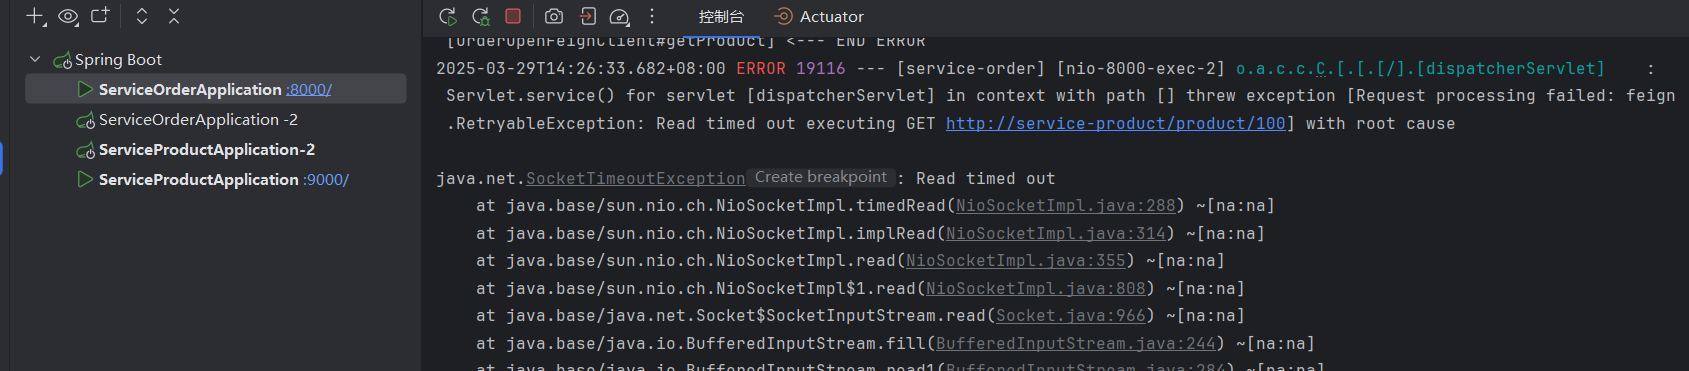 控制台
Actuator
Spring Boot
ServiceOrderApplication :8000/
ServiceOrderApplication -2
ServiceProductApplication-2
ServiceProductApplication :9000/
[OrderOpenFeignClient#getProduct] <--- END ERROR
2025-03-29T14:26:33.682+08:00 ERROR 19116 --- [service-order] [nio-8000-exec-2] o.a.c.c.C.[.[.[/].[dispatcherServlet]    :
Servlet.service() for servlet [dispatcherServlet] in context with path [] threw exception [Request processing failed: feign
.RetryableException: Read timed out executing GET http://service-product/product/100] with root cause
java.net.SocketTimeoutException Create breakpoint : Read timed out
at java.base/sun.nio.ch.NioSocketImpl.timedRead(NioSocketImpl.java:288) ~[na:na]
at java.base/sun.nio.ch.NioSocketImpl.implRead(NioSocketImpl.java:314) ~[na:na]
at java.base/sun.nio.ch.NioSocketImpl.read(NioSocketImpl.java:355) ~[na:na]
at java.base/sun.nio.ch.NioSocketImpl$1.read(NioSocketImpl.java:808) ~[na:na]
at java.base/java.net.Socket$SocketInputStream.read(Socket.java:966) ~[na:na]
at java.base/java.io.BufferedInputStream.fill(BufferedInputStream.java:244) ~[na:na]
at java.base/java.io.BufferedInputStream.read1(BufferedInputStream.java:284) ~[na:na]